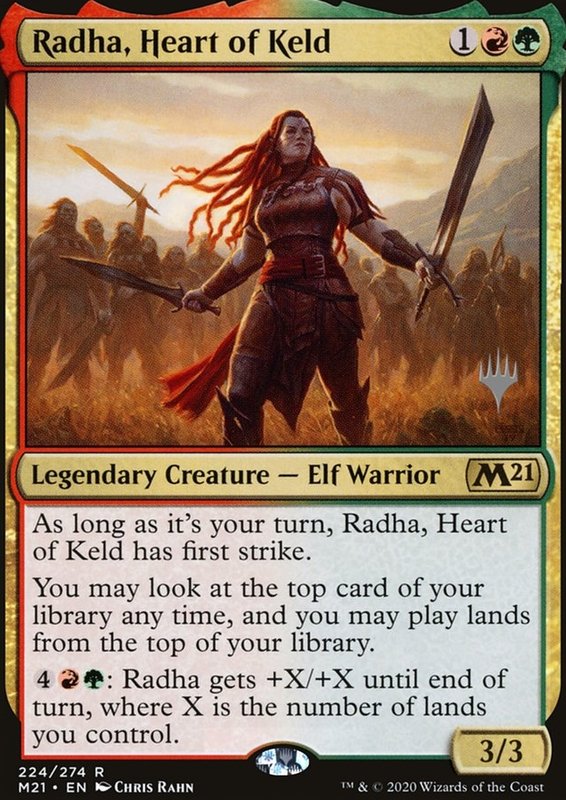 Radha, Heart of Keld 1
Legendary Creature — Elf Warrior M21
As long as it's your turn, Radha, Heart
of Keld has first strike.
You may look at the top card of your
library any time, and you may play lands
from the top of your library.
4: Radha gets +X/+X until end of
turn, where X is the number of lands
you control.
3/3
224/274 R
M21 • EN Chris Rahn
™ & © 2020 Wizards of the Coast